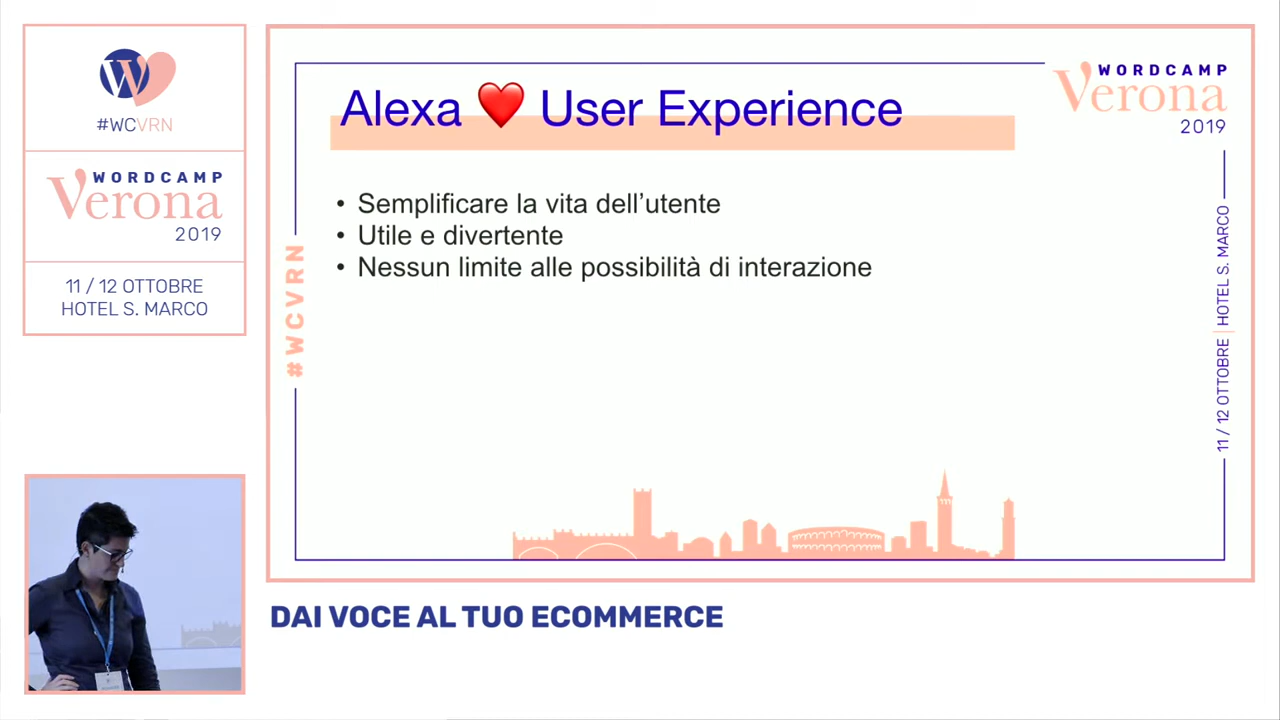 #WCVRN
WORDCAMP
Verona
2019
11 / 12 OTTOBRE
HOTEL S. MARCO
Alexa ❤️ User Experience
• Semplificare la vita dell’utente
• Utile e divertente
• Nessun limite alle possibilità di interazione
#WCVRN
WORDCAMP
Verona
2019
11 / 12 OTTOBRE | HOTEL S. MARCO
DAI VOCE AL TUO ECOMMERCE